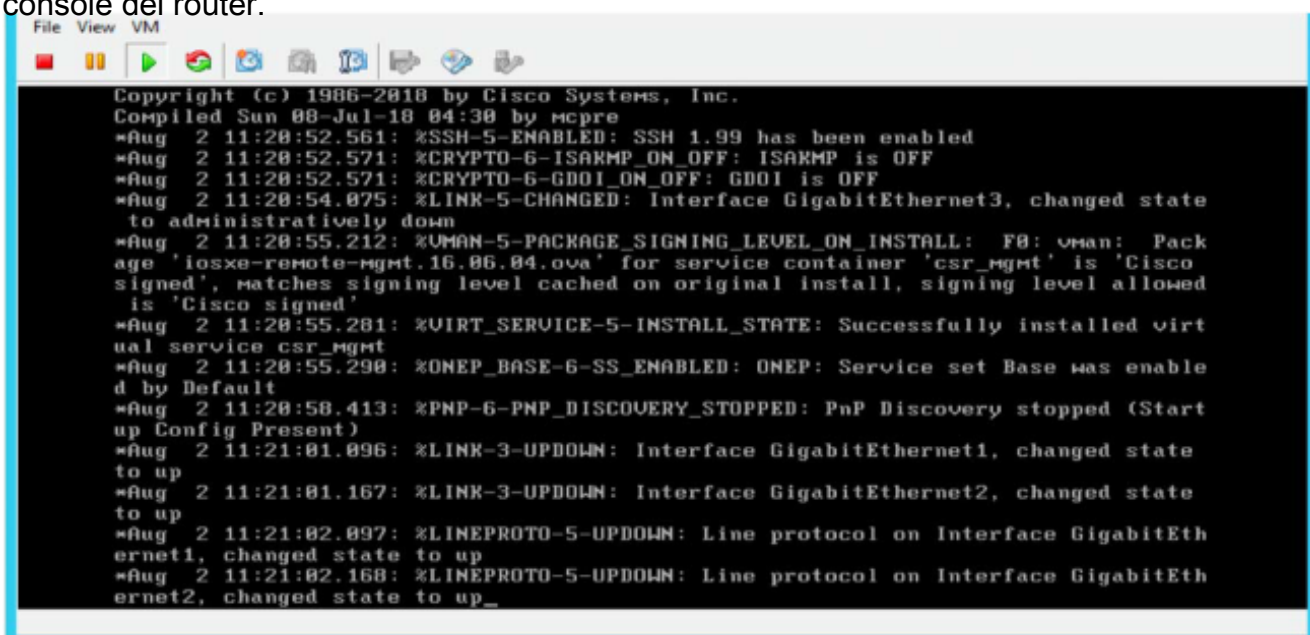 console del router.
File View VM
Copyright (c) 1986-2018 by Cisco Systems, Inc.
Compiled Sun 08-Jul-18 04:30 by mcpre
*Aug  2 11:20:52.561: %SSH-5-ENABLED: SSH 1.99 has been enabled
*Aug  2 11:20:52.571: %CRYPTO-6-ISAKMP_ON_OFF: ISAKMP is OFF
*Aug  2 11:20:52.571: %CRYPTO-6-GDOI_ON_OFF: GDOI is OFF
*Aug  2 11:20:54.075: %LINK-5-CHANGED: Interface GigabitEthernet3, changed state
 to administratively down
*Aug  2 11:20:55.212: %VMAN-5-PACKAGE_SIGNING_LEVEL_ON_INSTALL:  F0: vman:  Pack
age 'iosxe-remote-mgmt.16.06.04.ova' for service container 'csr_mgmt' is 'Cisco
signed', matches signing level cached on original install, signing level allowed
 is 'Cisco signed'
*Aug  2 11:20:55.281: %VIRT_SERVICE-5-INSTALL_STATE: Successfully installed virt
ual service csr_mgmt
*Aug  2 11:20:55.290: %ONEP_BASE-6-SS_ENABLED: ONEP: Service set Base was enable
d by Default
*Aug  2 11:20:58.413: %PNP-6-PNP_DISCOVERY_STOPPED: PnP Discovery stopped (Start
up Config Present)
*Aug  2 11:21:01.096: %LINK-3-UPDOWN: Interface GigabitEthernet1, changed state
to up
*Aug  2 11:21:01.167: %LINK-3-UPDOWN: Interface GigabitEthernet2, changed state
to up
*Aug  2 11:21:02.097: %LINEPROTO-5-UPDOWN: Line protocol on Interface GigabitEth
ernet1, changed state to up
*Aug  2 11:21:02.168: %LINEPROTO-5-UPDOWN: Line protocol on Interface GigabitEth
ernet2, changed state to up_